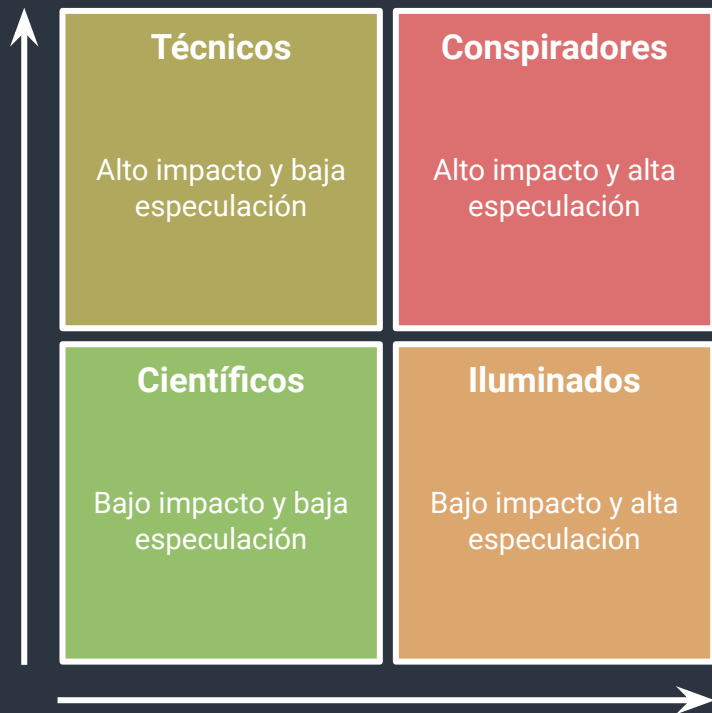 Técnicos
Alto impacto y baja
especulación
Conspiradores
Alto impacto y alta
especulación
Científicos
Bajo impacto y baja
especulación
Iluminados
Bajo impacto y alta
especulación